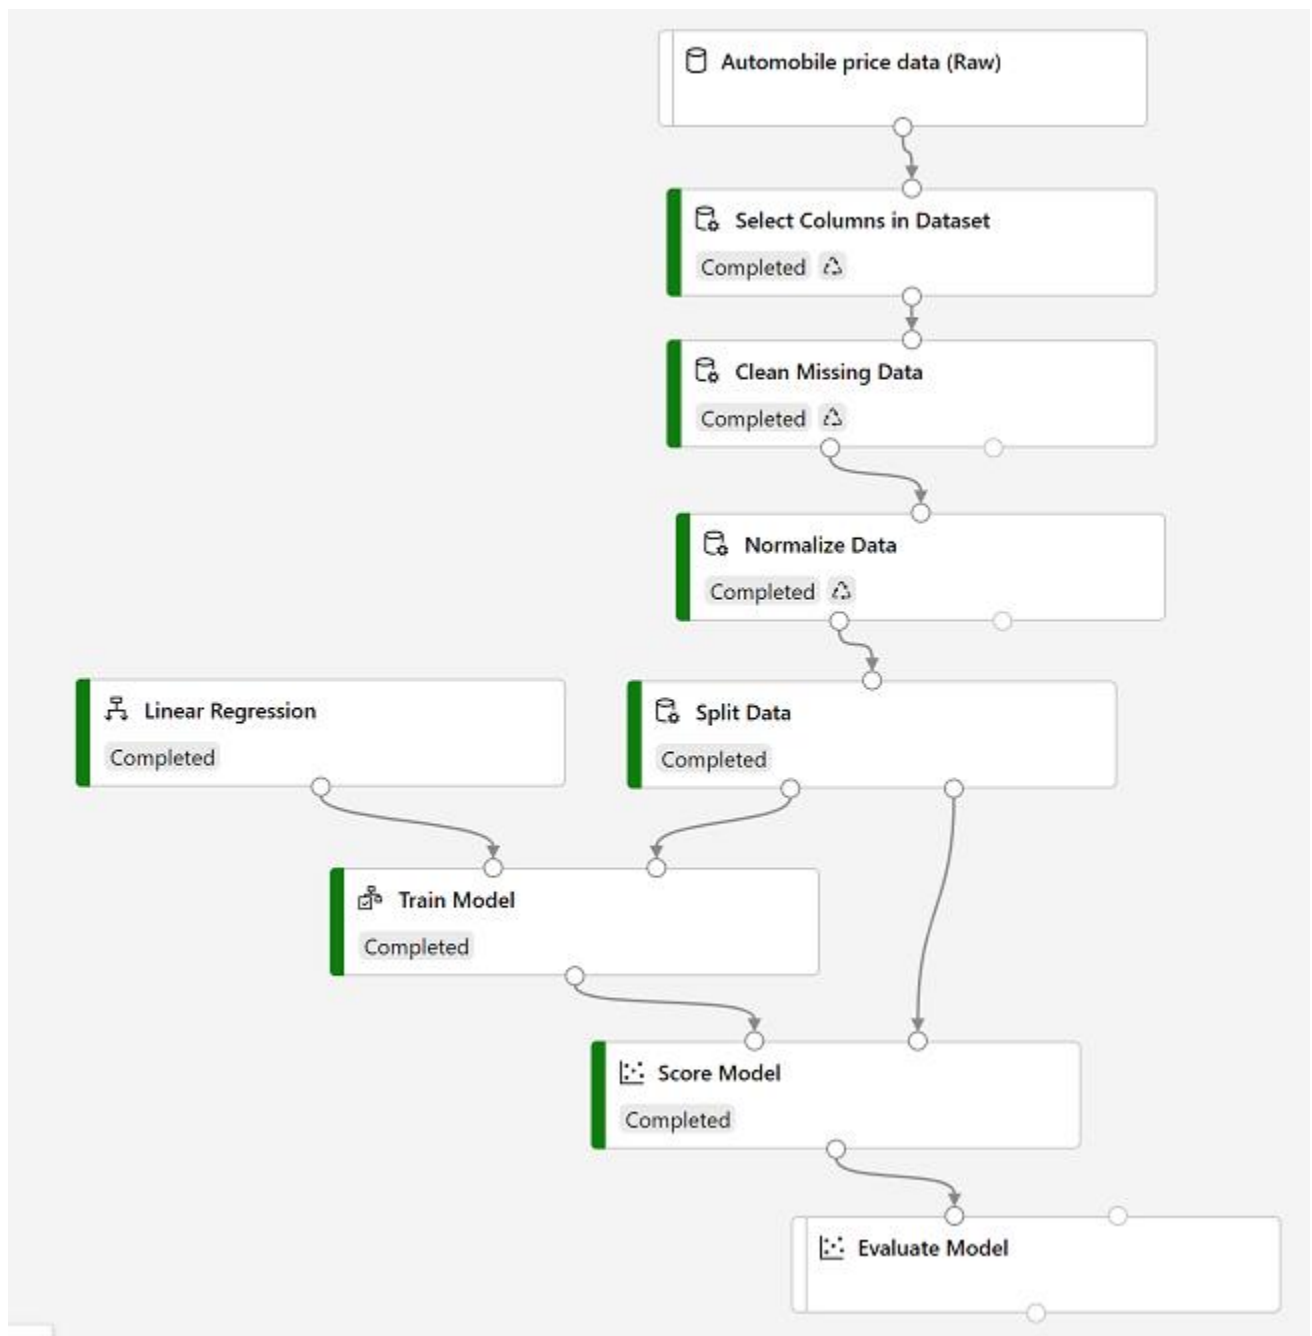 Automobile price data (Raw)
Select Columns in Dataset
Completed
Clean Missing Data
Completed
Normalize Data
Completed
Linear Regression
Completed
Split Data
Completed
Train Model
Completed
Score Model
Completed
Evaluate Model